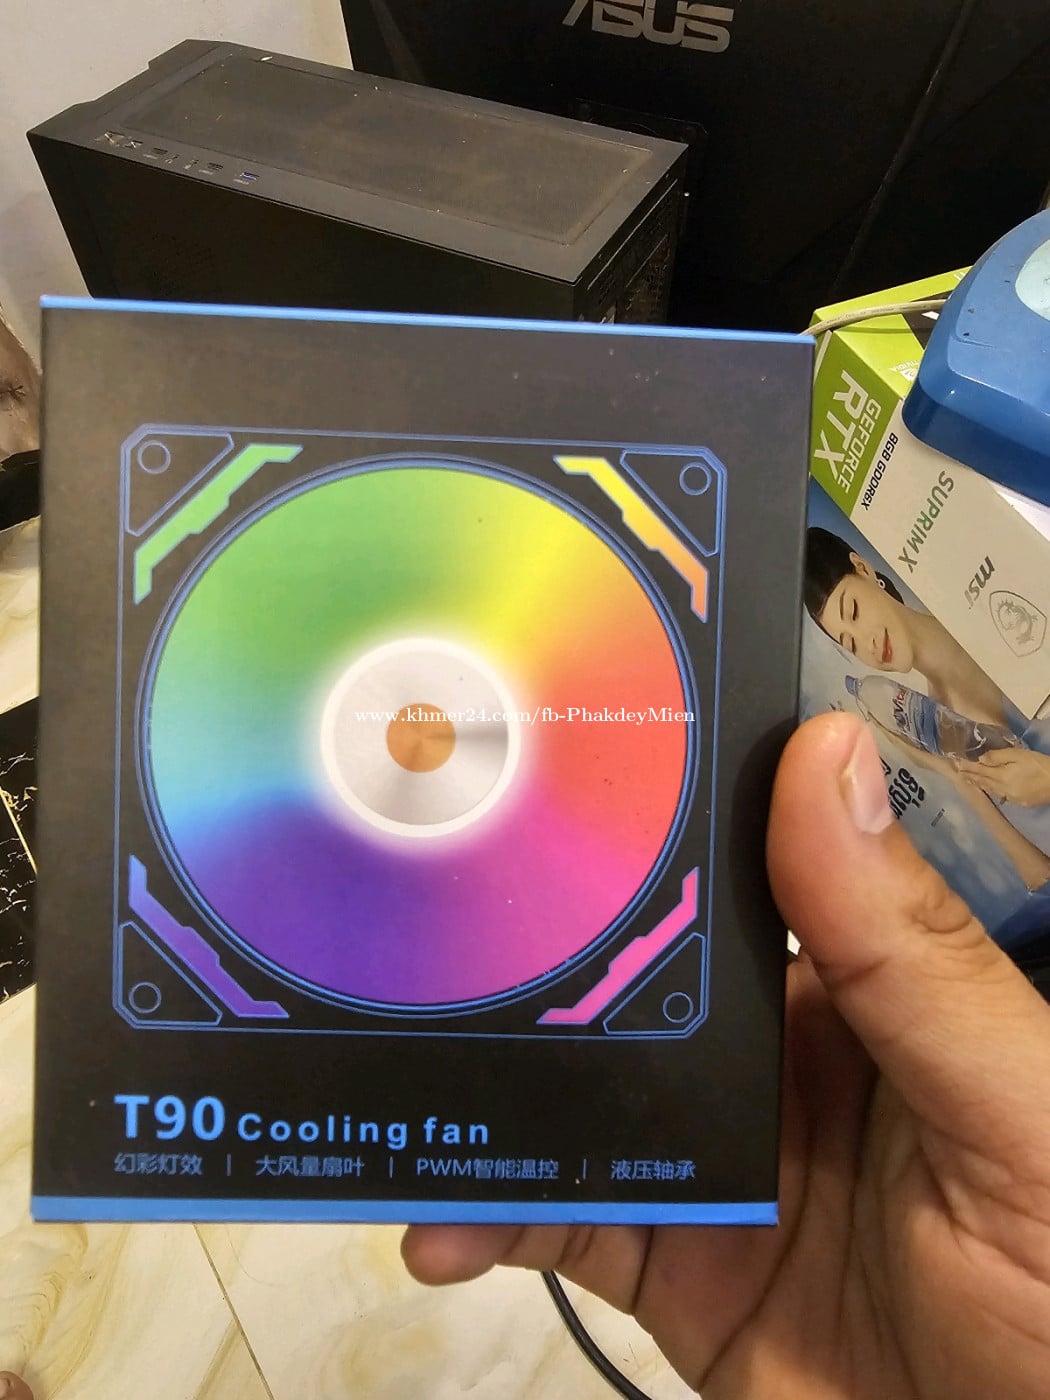 ASUS
GEFORCE
RTX
8GB GDDR6X
SUPRIM X
msi
www.khmer24.com/fb-PhakdeyMien
T90 Cooling fan
幻彩灯效 | 大风量扇叶 | PWM智能温控 | 液压轴承